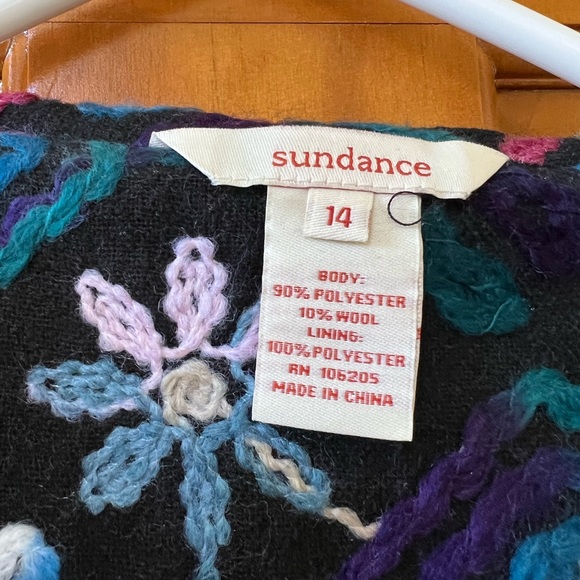 sundance
14
BODY:
90% POLYESTER
10% WOOL
LINING:
100% POLYESTER
RN 106205
MADE IN CHINA